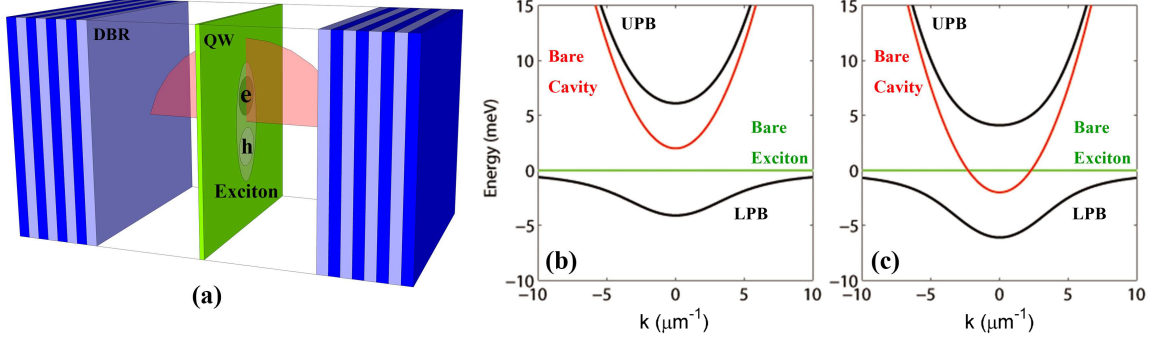 DBR
QW
e
h
Exciton
(a)
15
10
5
0
−5
−10
Energy (meV)
UPB
Bare
Cavity
Bare
Exciton
LPB
(b)
−10
−5
0
5
10
k (μm⁻¹)
15
10
5
0
−5
−10
UPB
Bare
Cavity
Bare
Exciton
LPB
(c)
−10
−5
0
5
10
k (μm⁻¹)